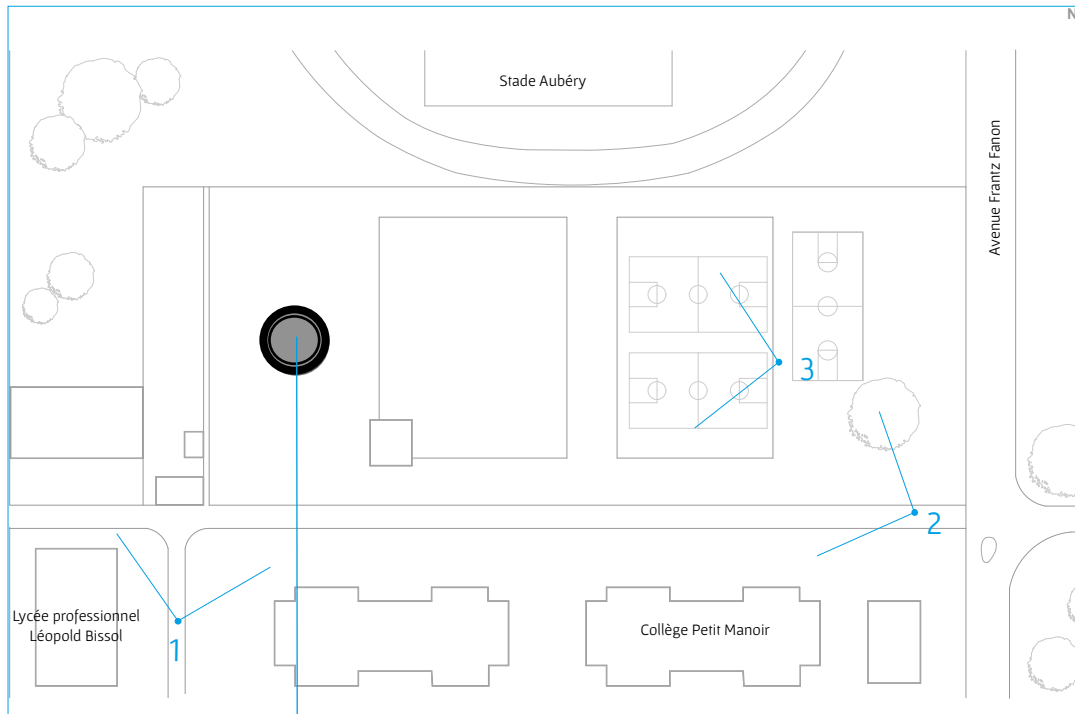 N
Stade Aubéry
Avenue Frantz Fanon
3
2
Lycée professionnel
Léopold Bissol
1
Collège Petit Manoir